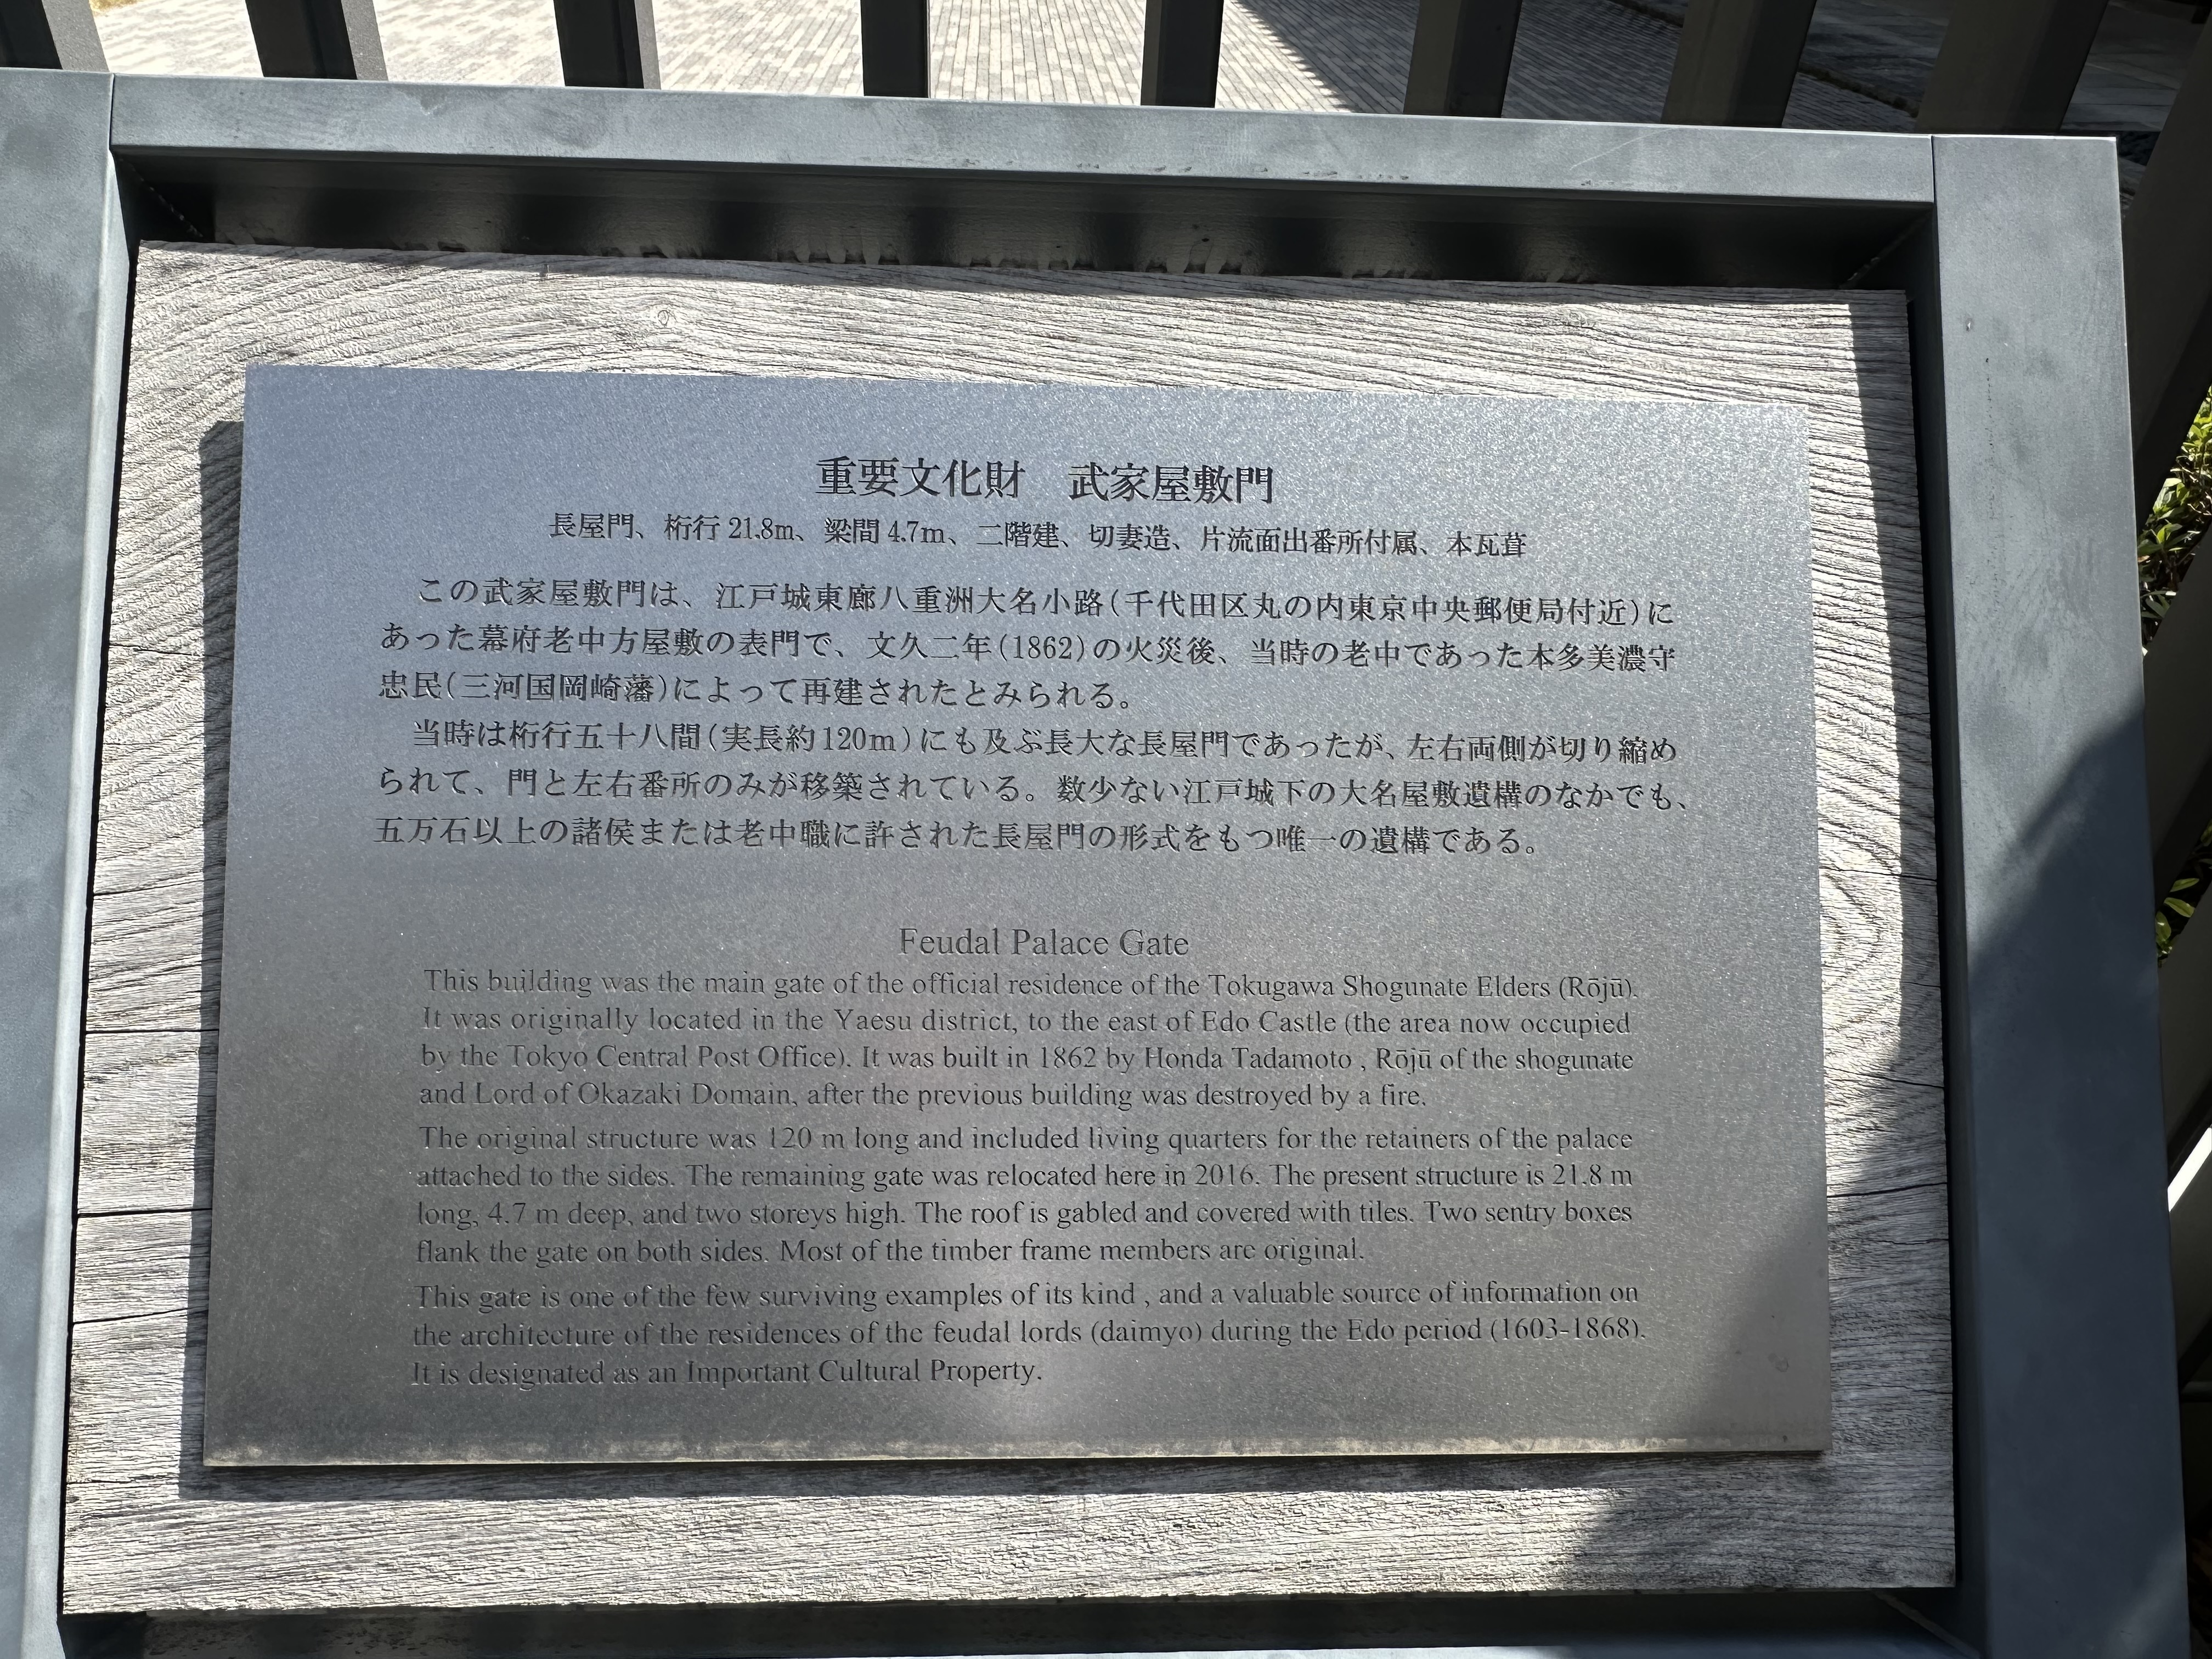 重要文化財　武家屋敷門
長屋門、桁行 21.8m、梁間 4.7m、二階建、切妻造、片流面出番所付属、本瓦葺
この武家屋敷門は、江戸城東廊八重洲大名小路(千代田区丸の内東京中央郵便局付近)に
あった幕府老中方屋敷の表門で、文久二年(1862)の火災後、当時の老中であった本多美濃守
忠民(三河国岡崎藩)によって再建されたとみられる。
当時は桁行五十八間(実長約120m)にも及ぶ長大な長屋門であったが、左右両側が切り縮め
られて、門と左右番所のみが移築されている。数少ない江戸城下の大名屋敷遺構のなかでも、
五万石以上の諸侯または老中職に許された長屋門の形式をもつ唯一の遺構である。
Feudal Palace Gate
This building was the main gate of the official residence of the Tokugawa Shogunate Elders (Rōjū).
It was originally located in the Yaesu district, to the east of Edo Castle (the area now occupied
by the Tokyo Central Post Office). It was built in 1862 by Honda Tadamoto , Rōjū of the shogunate
and Lord of Okazaki Domain, after the previous building was destroyed by a fire.
The original structure was 120 m long and included living quarters for the retainers of the palace
attached to the sides. The remaining gate was relocated here in 2016. The present structure is 21.8 m
long, 4.7 m deep, and two storeys high. The roof is gabled and covered with tiles. Two sentry boxes
flank the gate on both sides. Most of the timber frame members are original.
This gate is one of the few surviving examples of its kind , and a valuable source of information on
the architecture of the residences of the feudal lords (daimyo) during the Edo period (1603-1868).
It is designated as an Important Cultural Property.